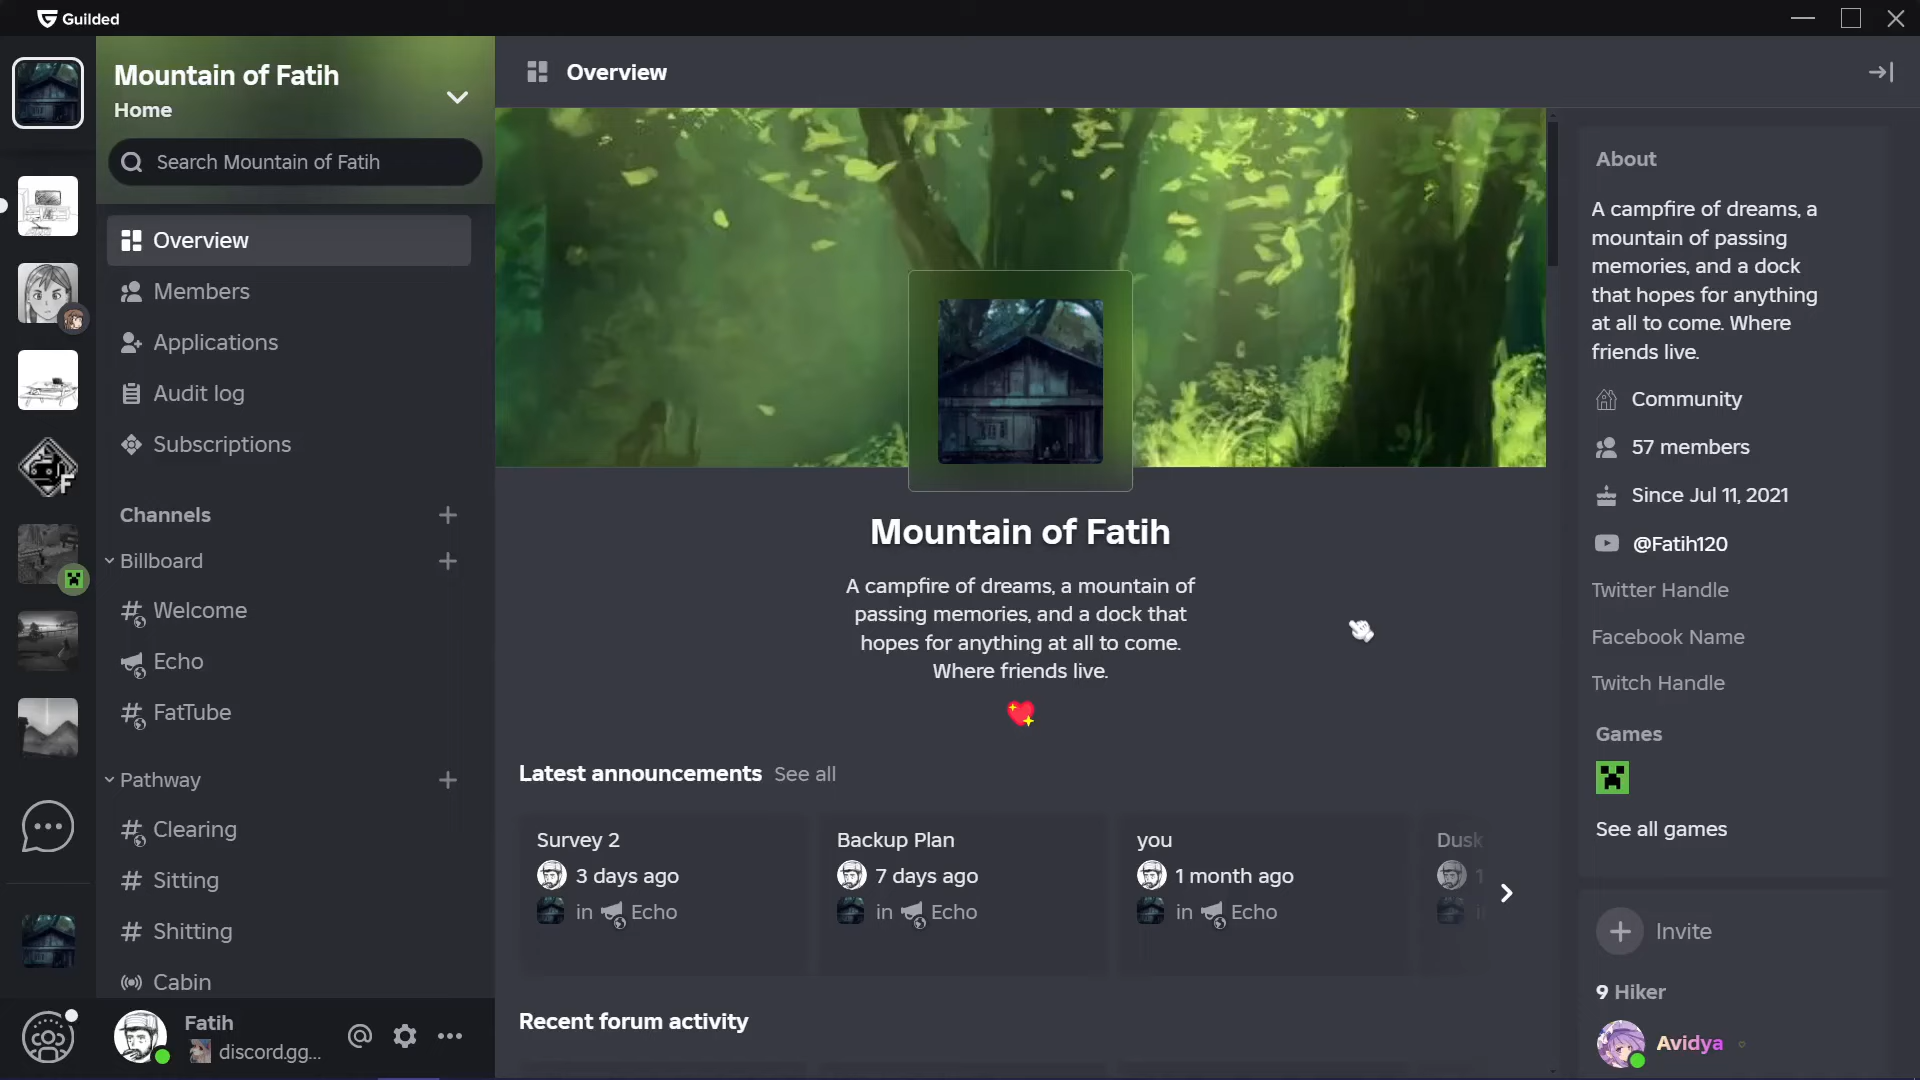 Guilded
Mountain of Fatih
Home
Search Mountain of Fatih
Overview
Members
Applications
Audit log
Subscriptions
Channels
Billboard
Welcome
Echo
FatTube
Pathway
Clearing
Sitting
Shitting
Cabin
Fatih
discord.gg...
Overview
Mountain of Fatih
A campfire of dreams, a mountain of
passing memories, and a dock that
hopes for anything at all to come.
Where friends live.
Latest announcements See all
Survey 2
3 days ago
in Echo
Backup Plan
7 days ago
in Echo
you
1 month ago
in Echo
Dusk
1
Recent forum activity
About
A campfire of dreams, a
mountain of passing
memories, and a dock
that hopes for anything
at all to come. Where
friends live.
Community
57 members
Since Jul 11, 2021
@Fatih120
Twitter Handle
Facebook Name
Twitch Handle
Games
See all games
Invite
9 Hiker
Avidya